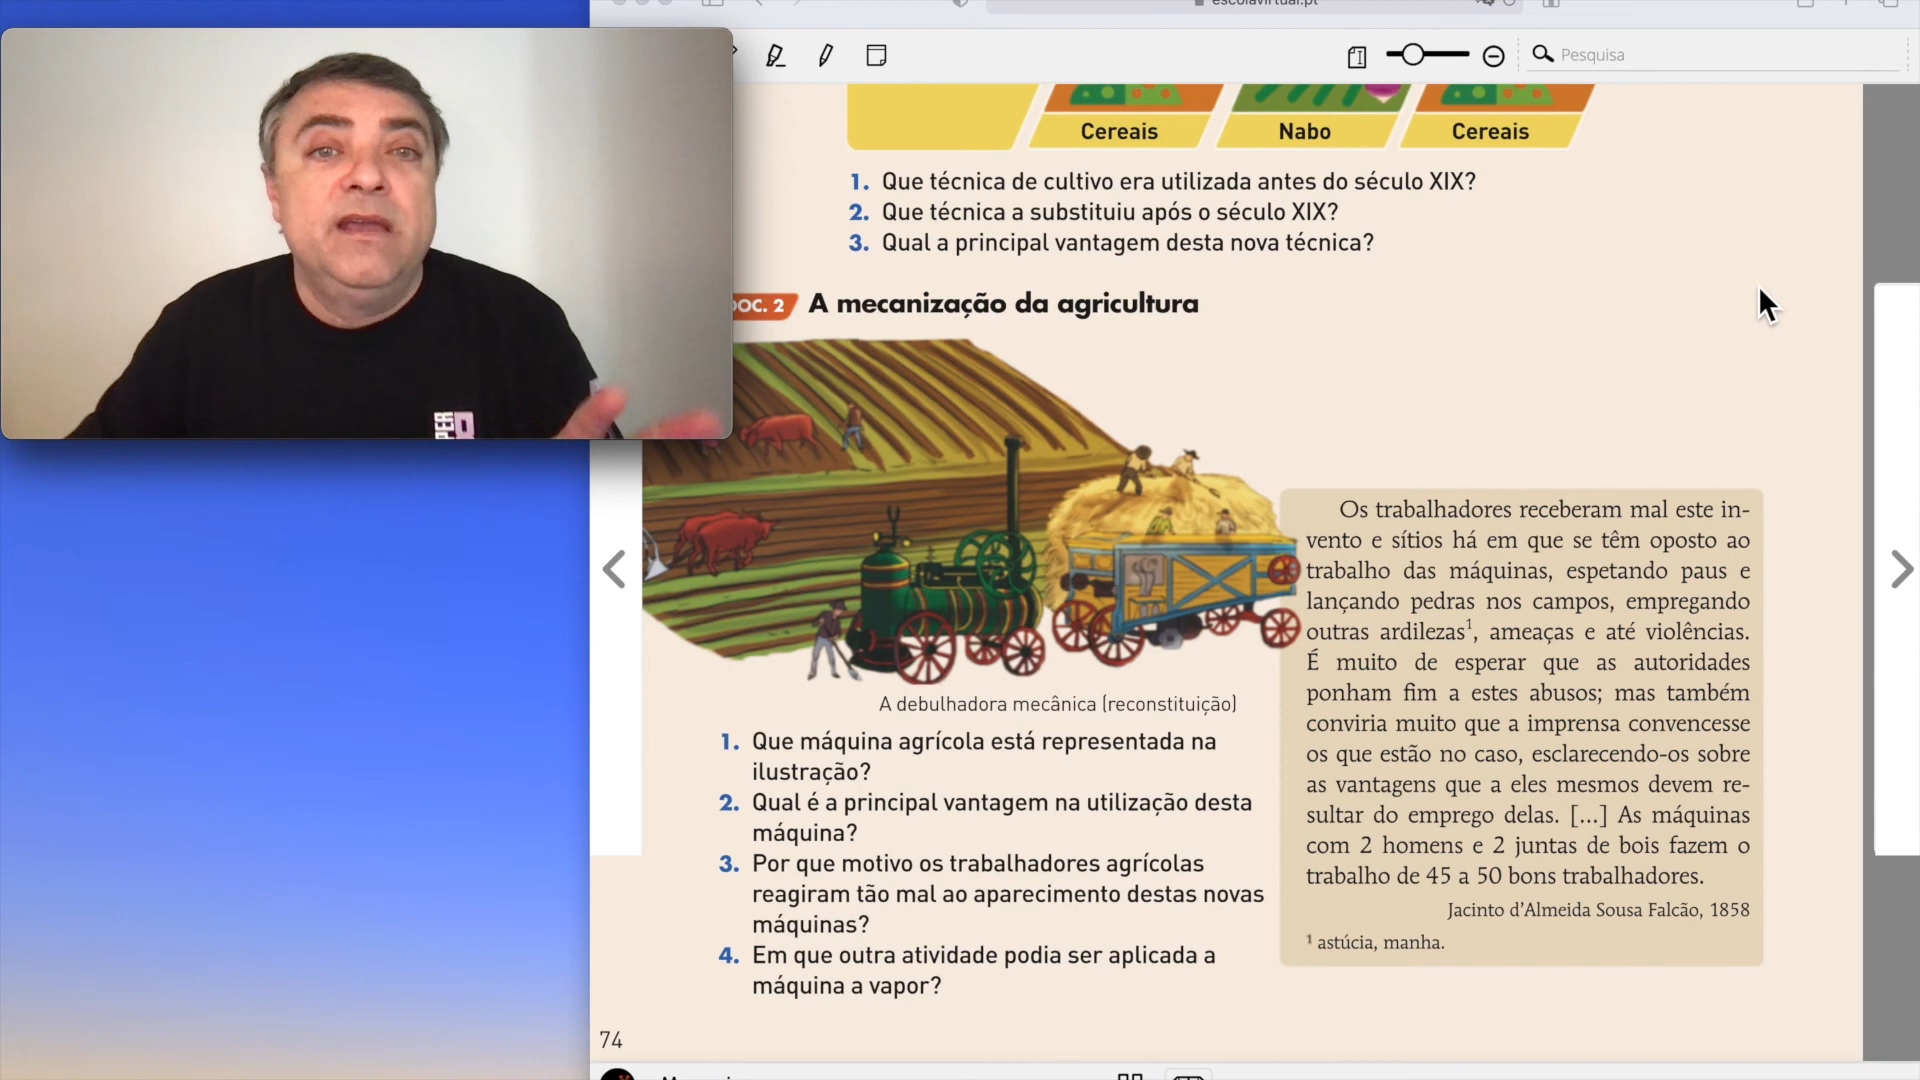 escolavirtual.pt
Pesquisa
Cereais
Nabo
Cereais
1. Que técnica de cultivo era utilizada antes do século XIX?
2. Que técnica a substituiu após o século XIX?
3. Qual a principal vantagem desta nova técnica?
DOC. 2 A mecanização da agricultura
PER
R
A debulhadora mecânica (reconstituição)
1. Que máquina agrícola está representada na
ilustração?
2. Qual é a principal vantagem na utilização desta
máquina?
3. Por que motivo os trabalhadores agrícolas
reagiram tão mal ao aparecimento destas novas
máquinas?
4. Em que outra atividade podia ser aplicada a
máquina a vapor?
Os trabalhadores receberam mal este in-
vento e sítios há em que se têm oposto ao
trabalho das máquinas, espetando paus e
lançando pedras nos campos, empregando
outras ardilezas¹, ameaças e até violências.
É muito de esperar que as autoridades
ponham fim a estes abusos; mas também
conviria muito que a imprensa convencesse
os que estão no caso, esclarecendo-os sobre
as vantagens que a eles mesmos devem re-
sultar do emprego delas. [...] As máquinas
com 2 homens e 2 juntas de bois fazem o
trabalho de 45 a 50 bons trabalhadores.
Jacinto d'Almeida Sousa Falcão, 1858
¹ astúcia, manha.
74